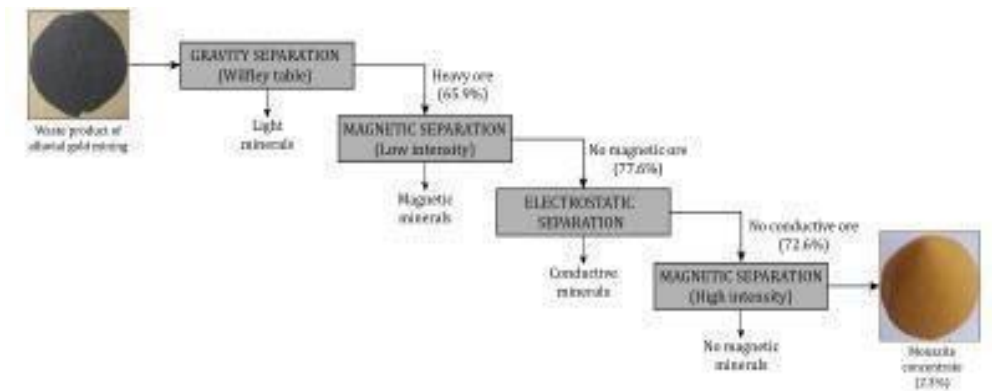 GRAVITY SEPARATION
(Wilfley table)
Heavy ore
(65.9%)
Waste product of
alluvial gold mining
Light
minerals
MAGNETIC SEPARATION
(Low intensity)
No magnetic ore
(77.6%)
Magnetic
minerals
ELECTROSTATIC
SEPARATION
No conductive ore
(72.6%)
Conductive
minerals
MAGNETIC SEPARATION
(High intensity)
No magnetic
minerals
Monazite
concentrate